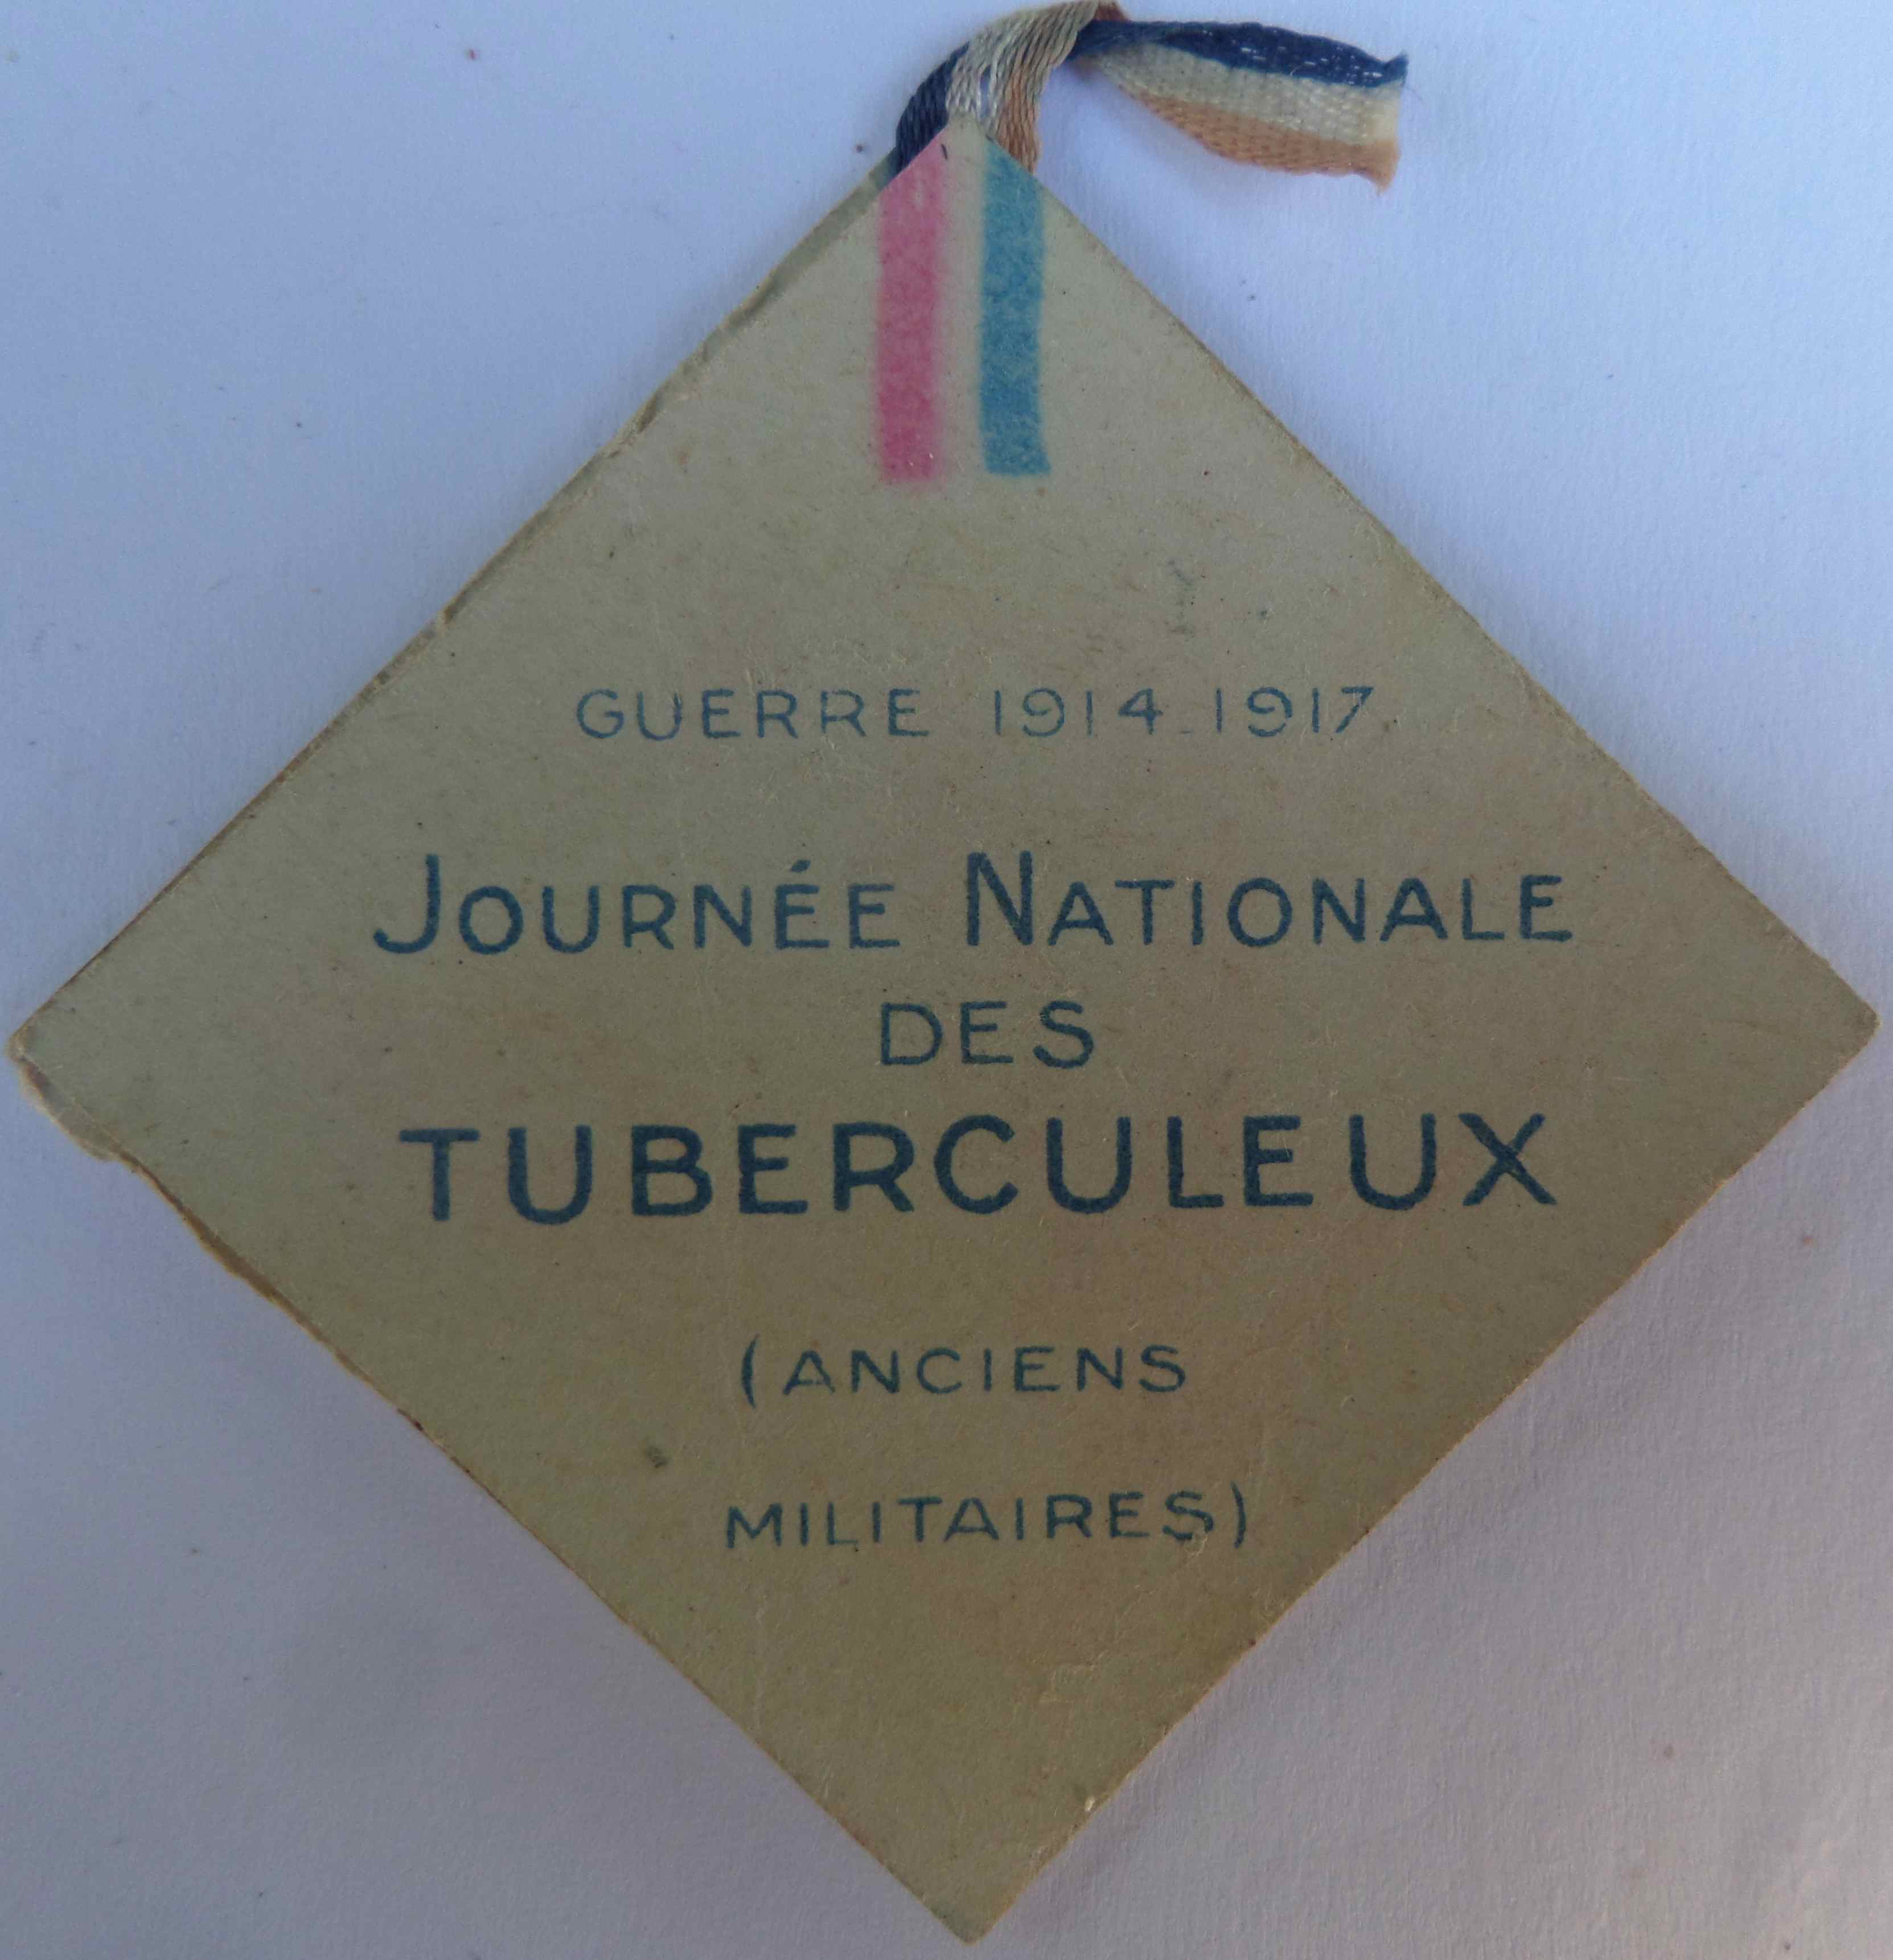 GUERRE 1914-1917
JOURNÉE NATIONALE
DES
TUBERCULEUX
(ANCIENS
MILITAIRES)